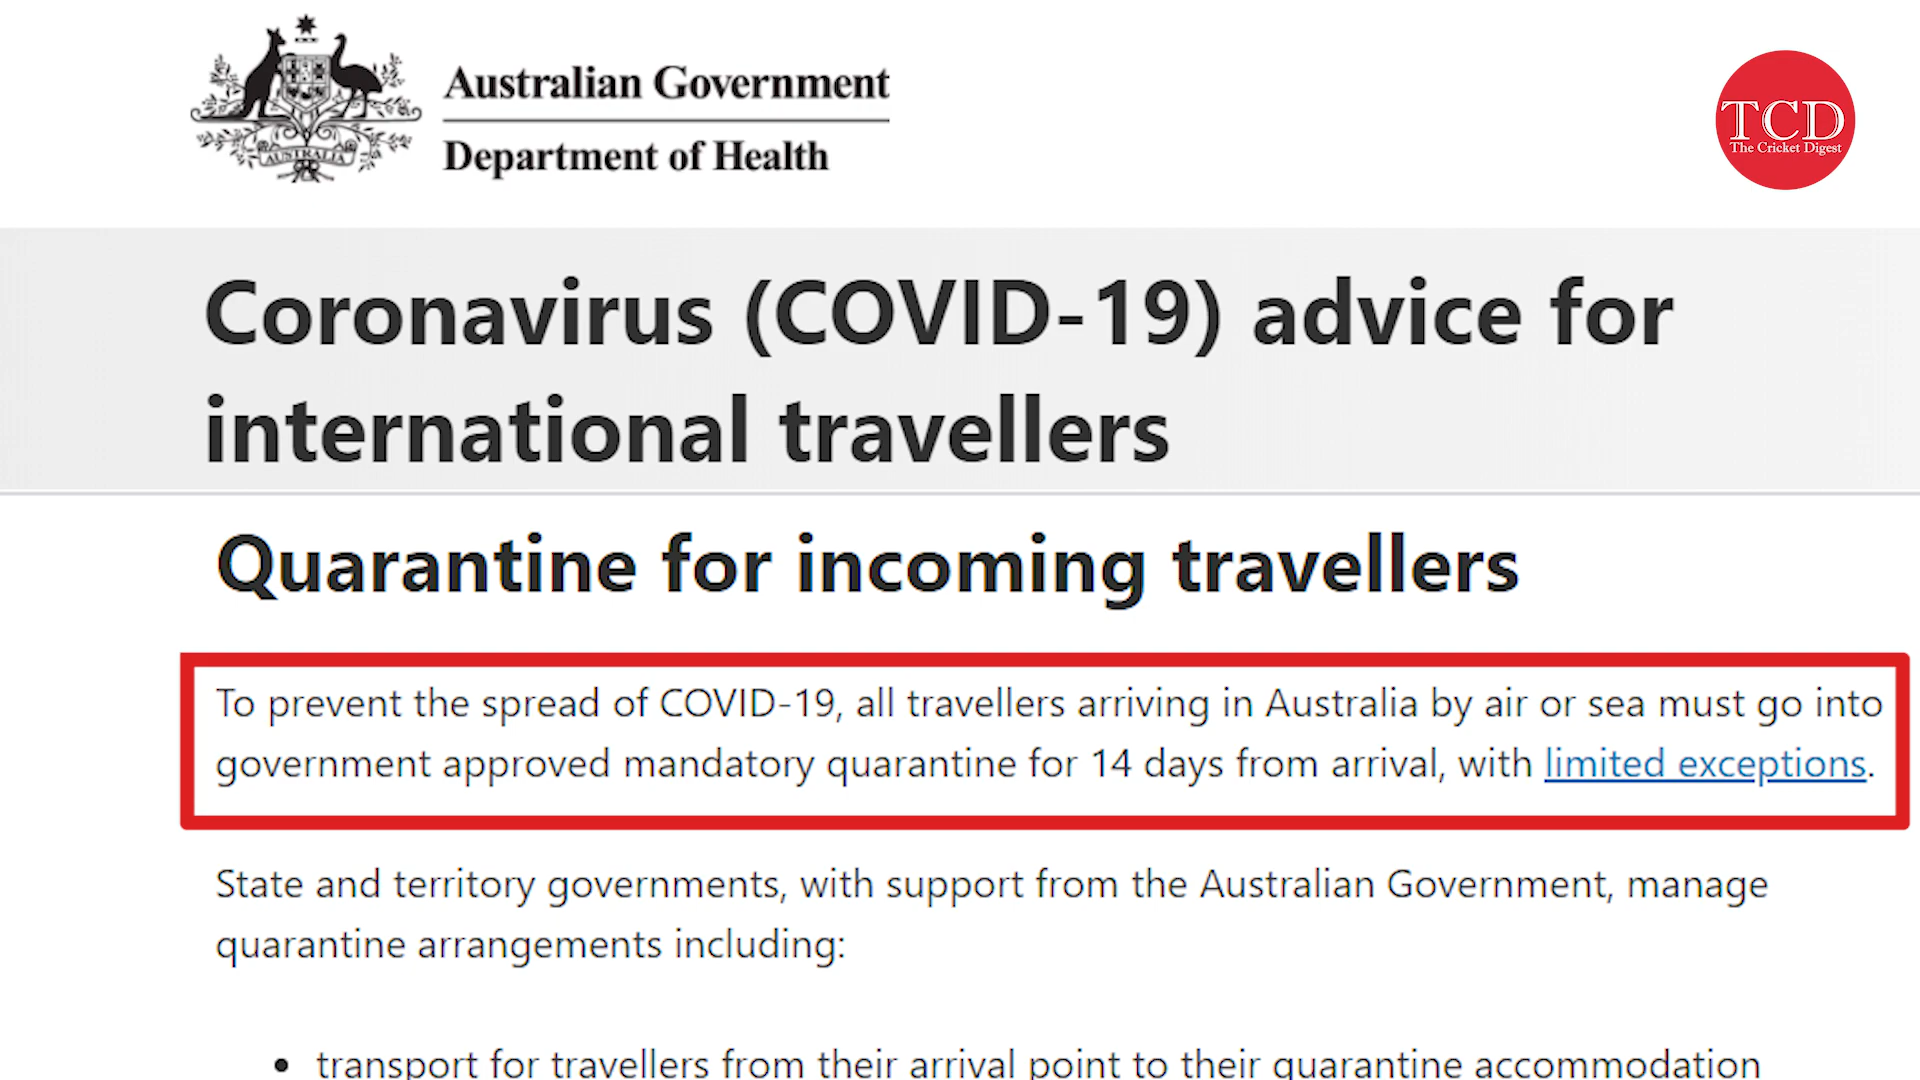 AUSTRALIA
Australian Government
Department of Health
TCD
The Cricket Digest
Coronavirus (COVID-19) advice for
international travellers
Quarantine for incoming travellers
To prevent the spread of COVID-19, all travellers arriving in Australia by air or sea must go into
government approved mandatory quarantine for 14 days from arrival, with limited exceptions.
State and territory governments, with support from the Australian Government, manage
quarantine arrangements including:
• transport for travellers from their arrival point to their quarantine accommodation